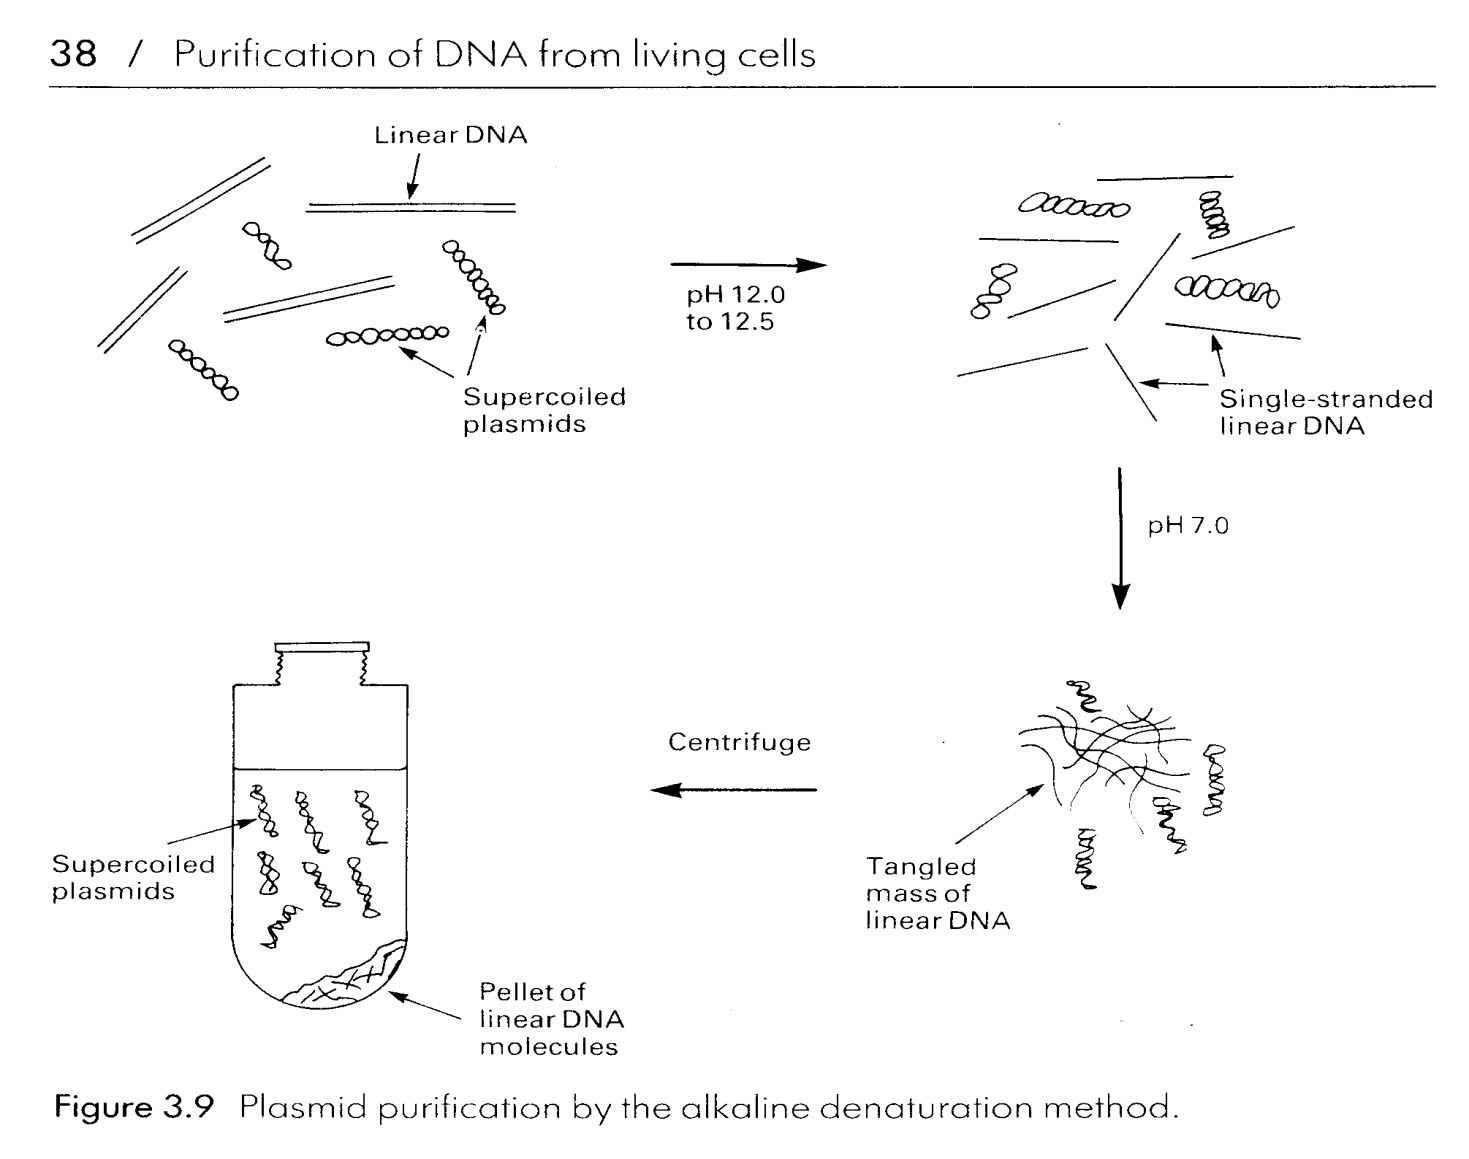 38 / Purification of DNA from living cells
Linear DNA
pH 12.0
to 12.5
Supercoiled
plasmids
Single-stranded
linear DNA
pH 7.0
Centrifuge
Supercoiled
plasmids
Tangled
mass of
linear DNA
Pellet of
linear DNA
molecules
Figure 3.9 Plasmid purification by the alkaline denaturation method.